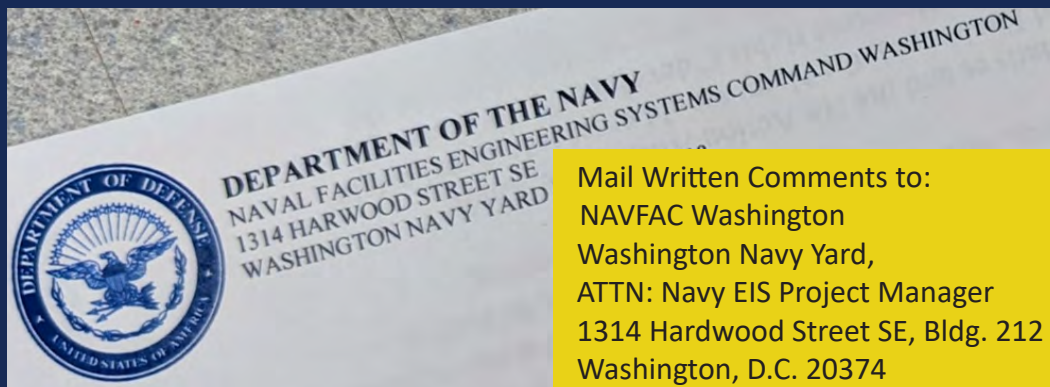 DEPARTMENT OF THE NAVY
NAVAL FACILITIES ENGINEERING SYSTEMS COMMAND WASHINGTON
1314 HARWOOD STREET SE
WASHINGTON NAVY YARD
DEPARTMENT OF DEFENSE
UNITED STATES OF AMERICA
Mail Written Comments to:
NAVFAC Washington
Washington Navy Yard,
ATTN: Navy EIS Project Manager
1314 Hardwood Street SE, Bldg. 212
Washington, D.C. 20374